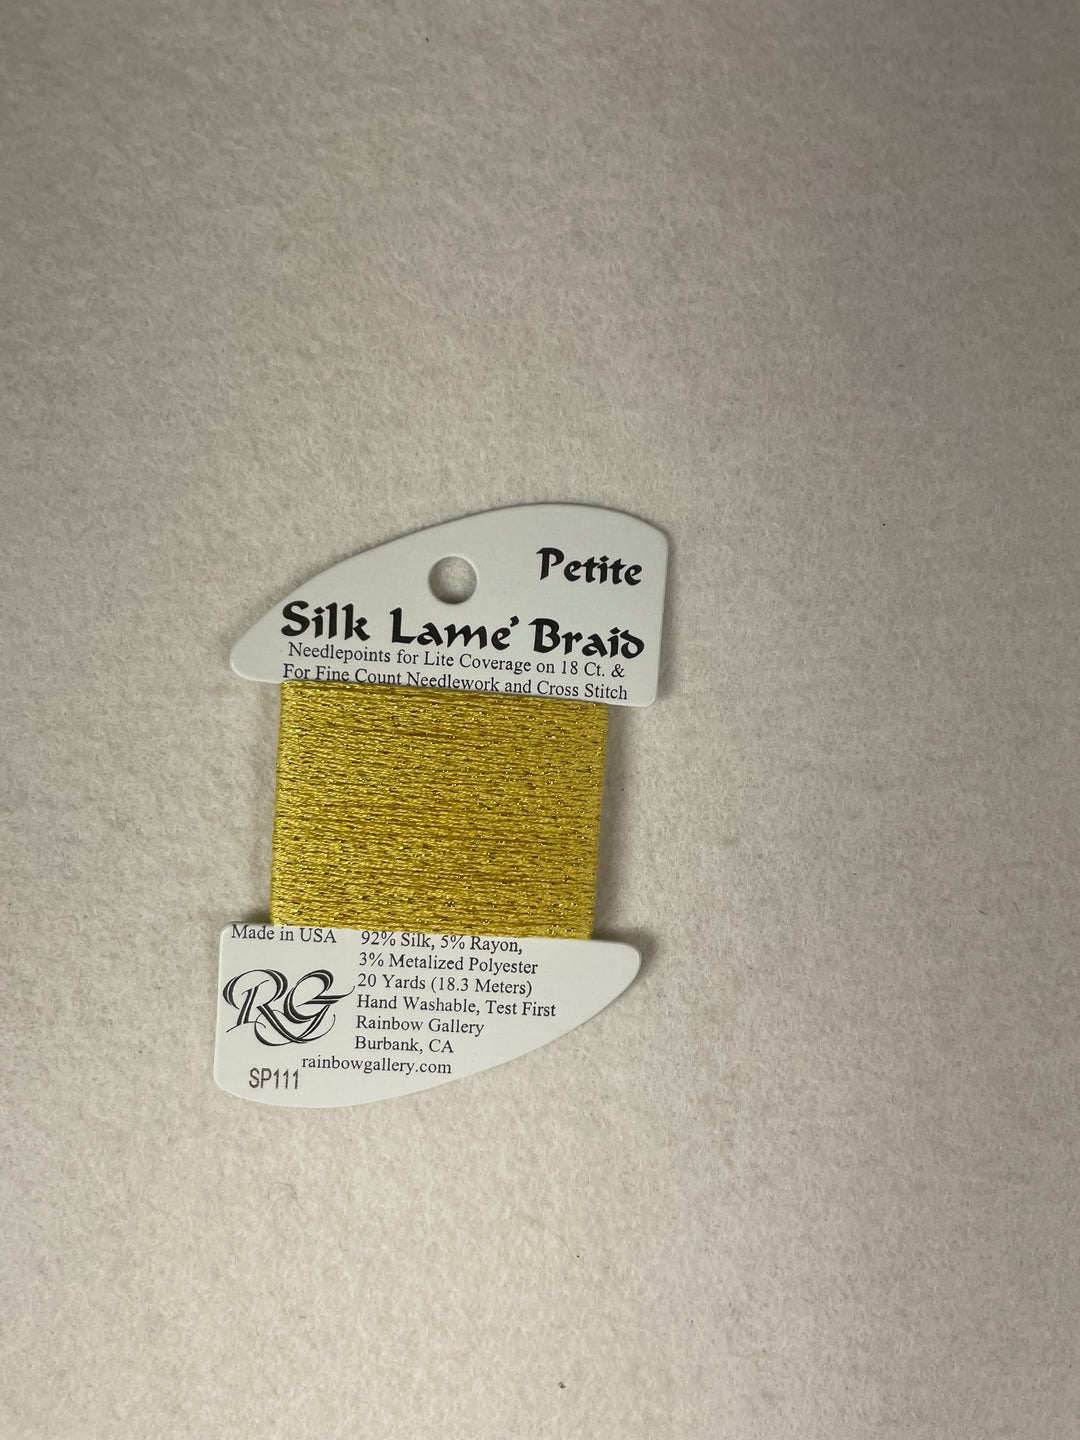 Petite
Silk Lame' Braid
Needlepoints for Lite Coverage on 18 Ct. &
For Fine Count Needlework and Cross Stitch
Made in USA
92% Silk, 5% Rayon,
3% Metalized Polyester
20 Yards (18.3 Meters)
Hand Washable, Test First
Rainbow Gallery
Burbank, CA
rainbowgallery.com
RG
SP111